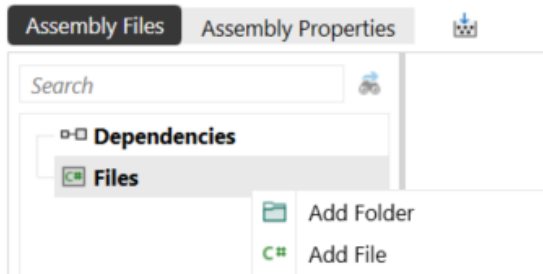 Assembly Files Assembly Properties
Search
Dependencies
C# Files
Add Folder
C# Add File